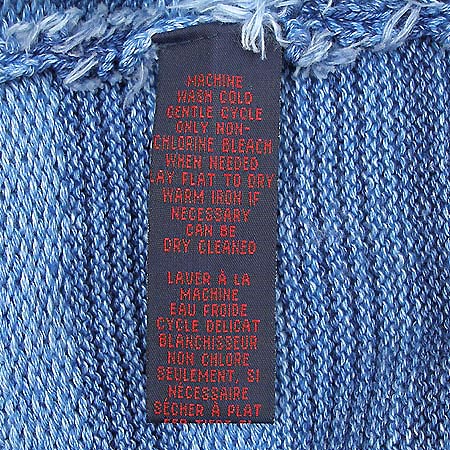 MACHINE
WASH COLD
GENTLE CYCLE
ONLY NON-
CHLORINE BLEACH
WHEN NEEDED
LAY FLAT TO DRY
WARM IRON IF
NECESSARY
CAN BE
DRY CLEANED
LAVER À LA
MACHINE
EAU FROIDE
CYCLE DELICAT
BLANCHISSEUR
NON CHLORE
SEULEMENT, SI
NÉCESSAIRE
SÉCHER À PLAT